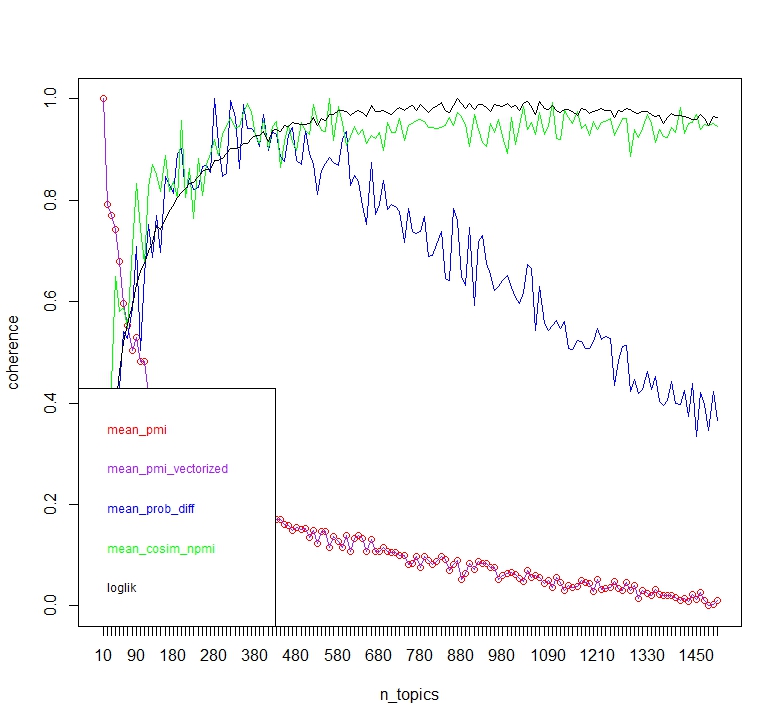 coherence
1.0
0.8
0.6
0.4
0.2
0.0
mean_pmi
mean_pmi_vectorized
mean_prob_diff
mean_cosim_npmi
loglik
10 90 180 280 380 480 580 680 780 880 980 1090 1210 1330 1450
n_topics